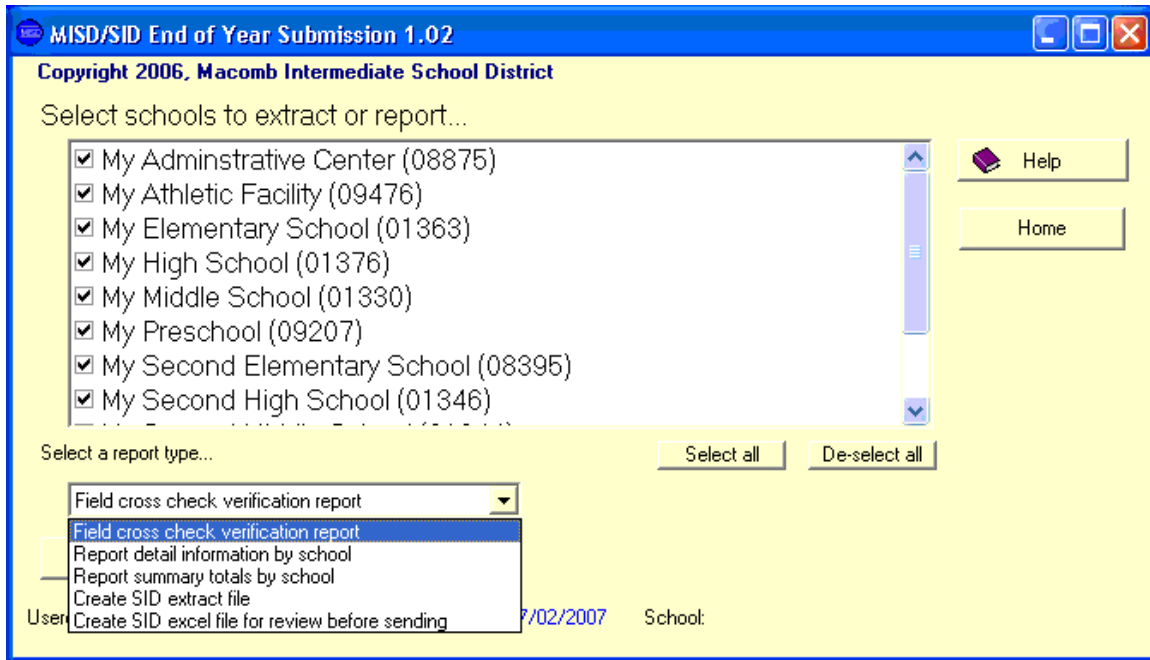 MISD/SID End of Year Submission 1.02
Copyright 2006, Macomb Intermediate School District
Select schools to extract or report...
My Adminstrative Center (08875)
My Athletic Facility (09476)
My Elementary School (01363)
My High School (01376)
My Middle School (01330)
My Preschool (09207)
My Second Elementary School (08395)
My Second High School (01346)
Help
Home
Select a report type...
Select all
De-select all
Field cross check verification report
Field cross check verification report
Report detail information by school
Report summary totals by school
Create SID extract file
Create SID excel file for review before sending
7/02/2007 School: